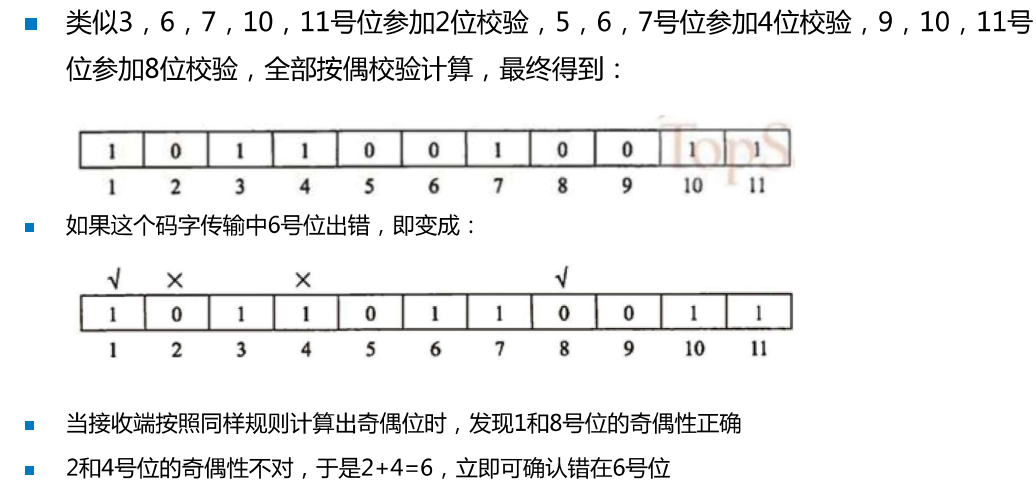 类似3，6，7，10，11号位参加2位校验，5，6，7号位参加4位校验，9，10，11号
位参加8位校验，全部按偶校验计算，最终得到：
TopS
1 0 1 1 0 0 1 0 0 1 1
1 2 3 4 5 6 7 8 9 10 11
如果这个码字传输中6号位出错，即变成：
√ × × √
1 0 1 1 0 1 1 0 0 1 1
1 2 3 4 5 6 7 8 9 10 11
当接收端按照同样规则计算出奇偶位时，发现1和8号位的奇偶性正确
2和4号位的奇偶性不对，于是2+4=6，立即可确认错在6号位